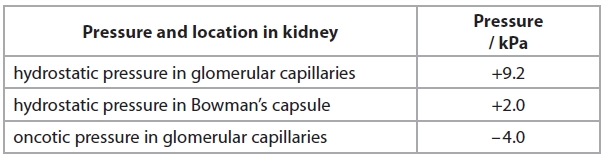 Pressure and location in kidney
Pressure
/ kPa
hydrostatic pressure in glomerular capillaries
+9.2
hydrostatic pressure in Bowman’s capsule
+2.0
oncotic pressure in glomerular capillaries
−4.0